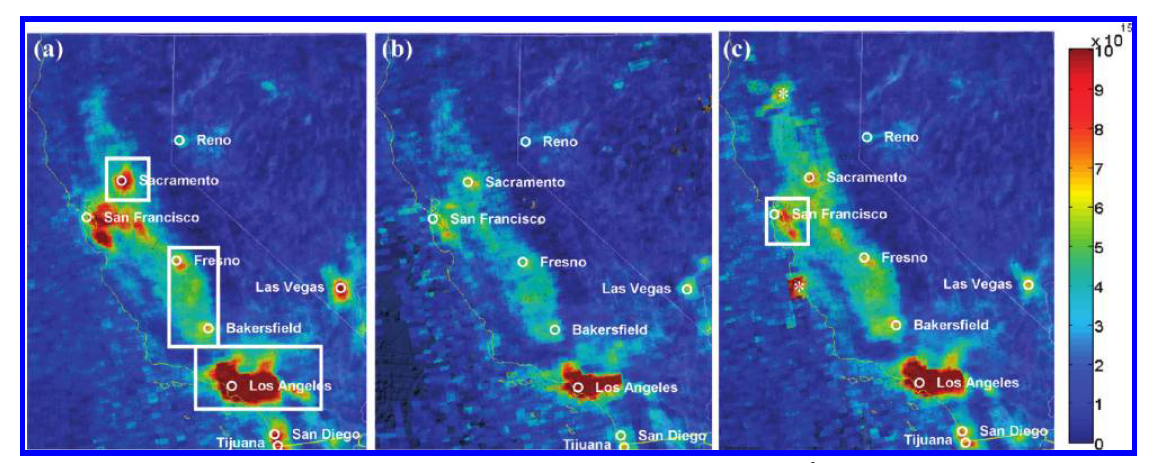 (a)
Reno
Sacramento
San Francisco
Fresno
Las Vegas
Bakersfield
Los Angeles
San Diego
Tijuana
(b)
Reno
Sacramento
San Francisco
Fresno
Las Vegas
Bakersfield
Los Angeles
San Diego
Tijuana
(c)
*
Reno
Sacramento
San Francisco
Fresno
Las Vegas
*
Bakersfield
Los Angeles
San Diego
Tijuana
x 10^15
10
9
8
7
6
5
4
3
2
1
0